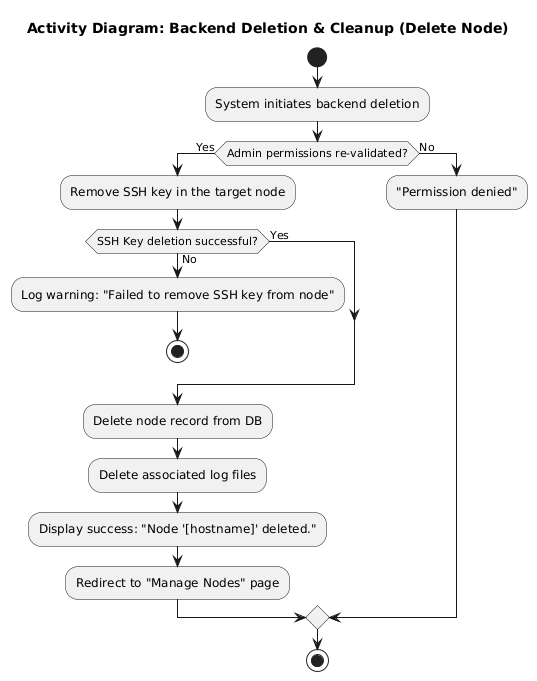 Activity Diagram: Backend Deletion & Cleanup (Delete Node)
System initiates backend deletion
Admin permissions re-validated?
Yes
No
Remove SSH key in the target node
"Permission denied"
SSH Key deletion successful?
Yes
No
Log warning: "Failed to remove SSH key from node"
Delete node record from DB
Delete associated log files
Display success: "Node '[hostname]' deleted."
Redirect to "Manage Nodes" page